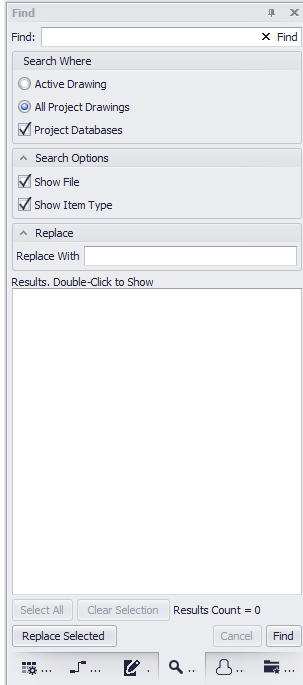 Find
Find: Find
Search Where
Active Drawing
All Project Drawings
Project Databases
Search Options
Show File
Show Item Type
Replace
Replace With
Results. Double-Click to Show
Select All Clear Selection Results Count = 0
Replace Selected Cancel Find
... ... . ... ... ...